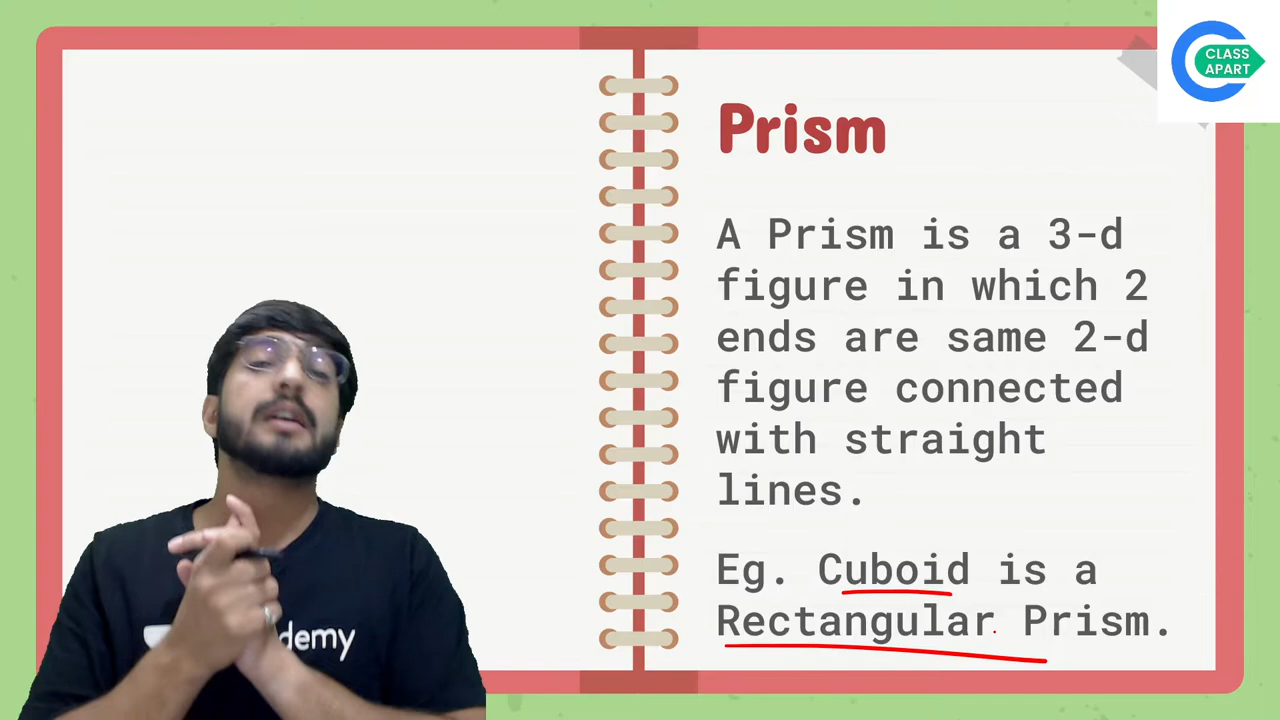 CLASS
APART
Prism
A Prism is a 3-d
figure in which 2
ends are same 2-d
figure connected
with straight
lines.
Eg. Cuboid is a
Rectangular Prism.
demy